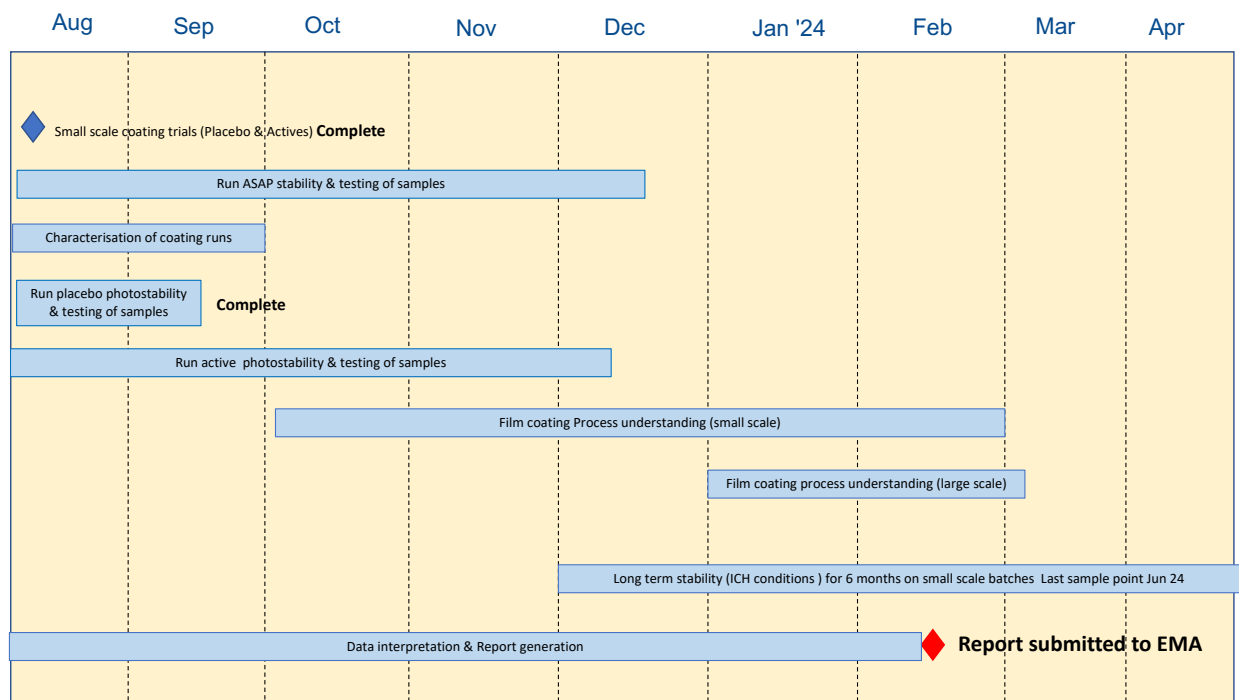 Aug Sep Oct Nov Dec Jan '24 Feb Mar Apr
Small scale coating trials (Placebo & Actives) Complete
Run ASAP stability & testing of samples
Characterisation of coating runs
Run placebo photostability
& testing of samples
Complete
Run active photostability & testing of samples
Film coating Process understanding (small scale)
Film coating process understanding (large scale)
Long term stability (ICH conditions ) for 6 months on small scale batches Last sample point Jun 24
Data interpretation & Report generation
Report submitted to EMA